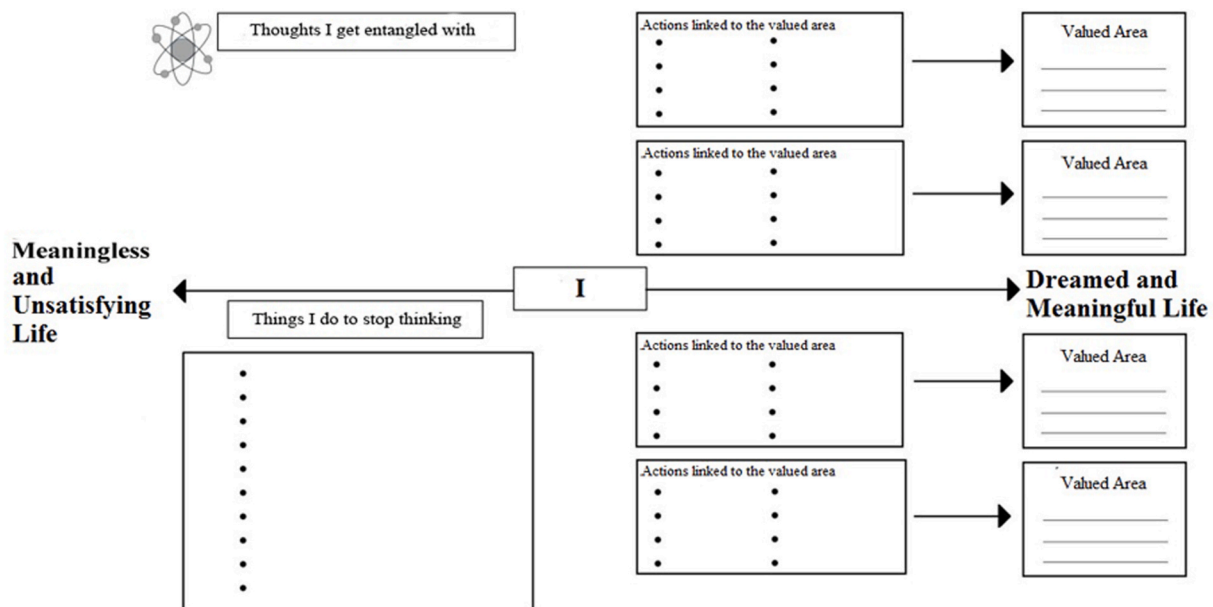 Thoughts I get entangled with
Actions linked to the valued area
Valued Area
Actions linked to the valued area
Valued Area
Meaningless
and
Unsatisfying
Life
I
Dreamed and
Meaningful Life
Things I do to stop thinking
Actions linked to the valued area
Valued Area
Actions linked to the valued area
Valued Area